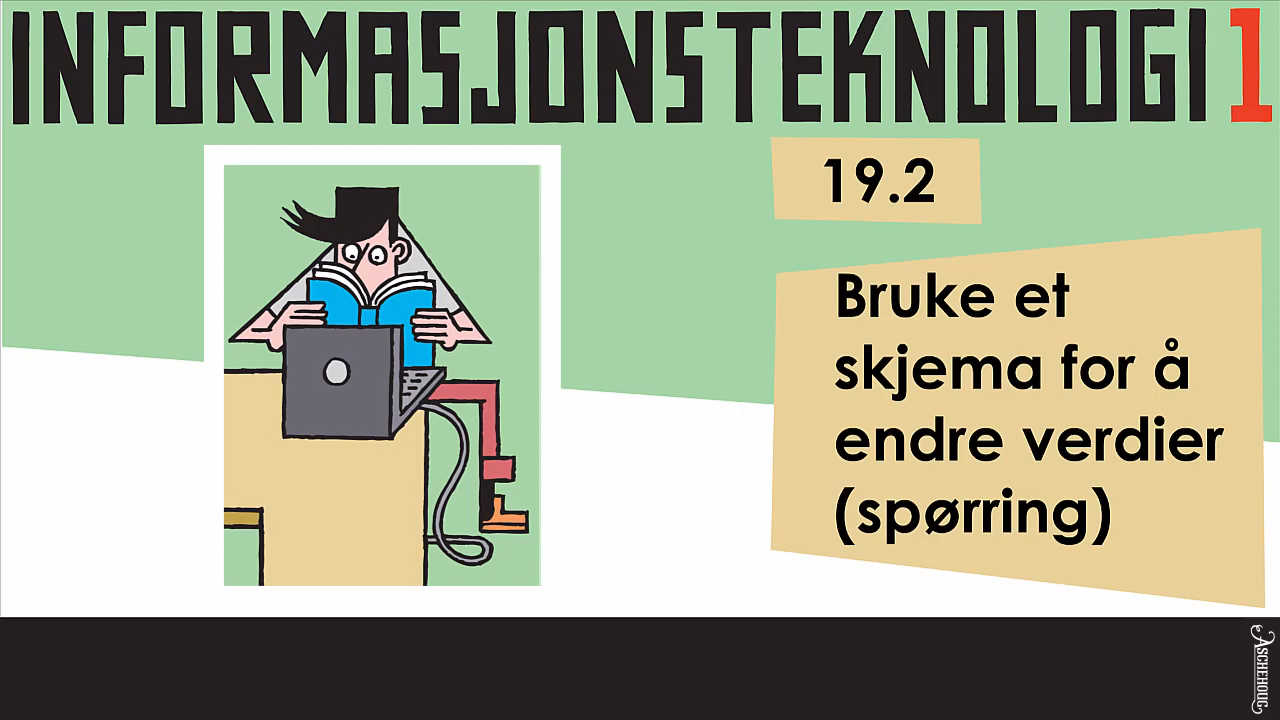 INFORMASJONSTEKNOLOGI 1
19.2
Bruke et
skjema for å
endre verdier
(spørring)
ASCHEHOUG